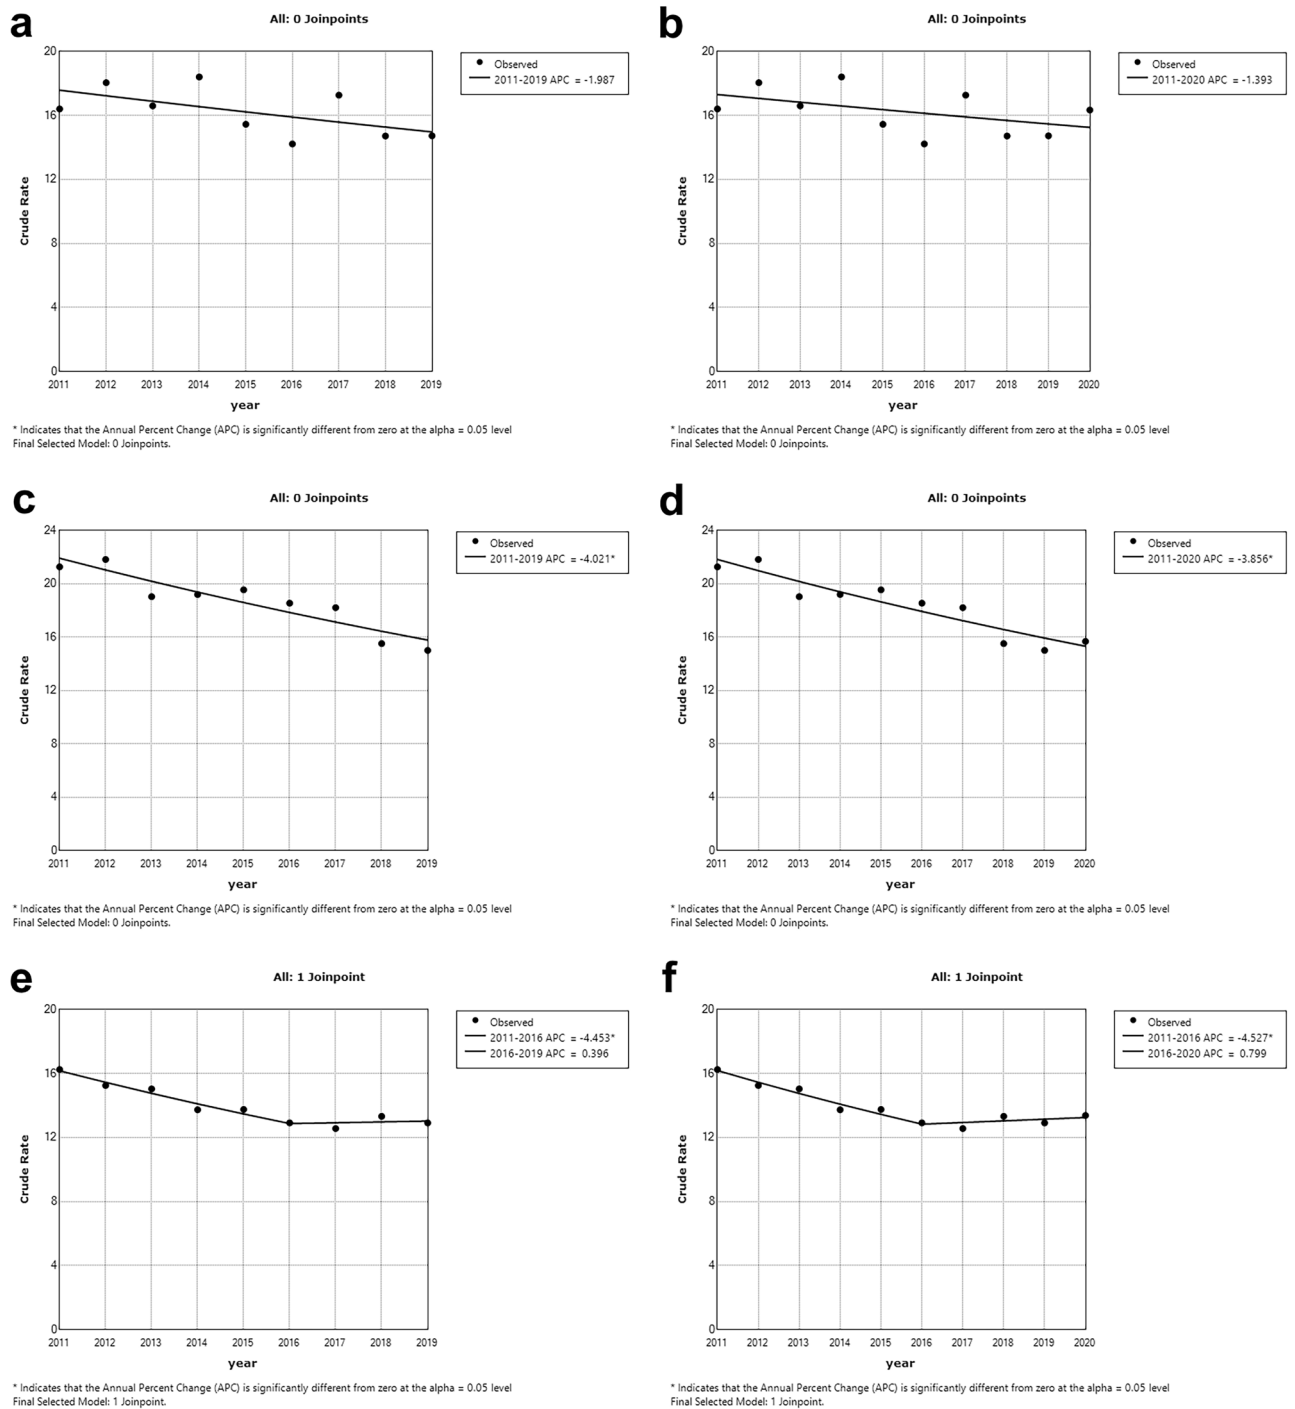 a
All: 0 Joinpoints
20
16
12
8
4
0
Crude Rate
2011 2012 2013 2014 2015 2016 2017 2018 2019
year
Observed
2011-2019 APC = -1.987
* Indicates that the Annual Percent Change (APC) is significantly different from zero at the alpha = 0.05 level
Final Selected Model: 0 Joinpoints.
b
All: 0 Joinpoints
20
16
12
8
4
0
Crude Rate
2011 2012 2013 2014 2015 2016 2017 2018 2019 2020
year
Observed
2011-2020 APC = -1.393
* Indicates that the Annual Percent Change (APC) is significantly different from zero at the alpha = 0.05 level
Final Selected Model: 0 Joinpoints.
c
All: 0 Joinpoints
24
20
16
12
8
4
0
Crude Rate
2011 2012 2013 2014 2015 2016 2017 2018 2019
year
Observed
2011-2019 APC = -4.021*
* Indicates that the Annual Percent Change (APC) is significantly different from zero at the alpha = 0.05 level
Final Selected Model: 0 Joinpoints.
d
All: 0 Joinpoints
24
20
16
12
8
4
0
Crude Rate
2011 2012 2013 2014 2015 2016 2017 2018 2019 2020
year
Observed
2011-2020 APC = -3.856*
* Indicates that the Annual Percent Change (APC) is significantly different from zero at the alpha = 0.05 level
Final Selected Model: 0 Joinpoints.
e
All: 1 Joinpoint
20
16
12
8
4
0
Crude Rate
2011 2012 2013 2014 2015 2016 2017 2018 2019
year
Observed
2011-2016 APC = -4.453*
2016-2019 APC = 0.396
* Indicates that the Annual Percent Change (APC) is significantly different from zero at the alpha = 0.05 level
Final Selected Model: 1 Joinpoint.
f
All: 1 Joinpoint
20
16
12
8
4
0
Crude Rate
2011 2012 2013 2014 2015 2016 2017 2018 2019 2020
year
Observed
2011-2016 APC = -4.527*
2016-2020 APC = 0.799
* Indicates that the Annual Percent Change (APC) is significantly different from zero at the alpha = 0.05 level
Final Selected Model: 1 Joinpoint.